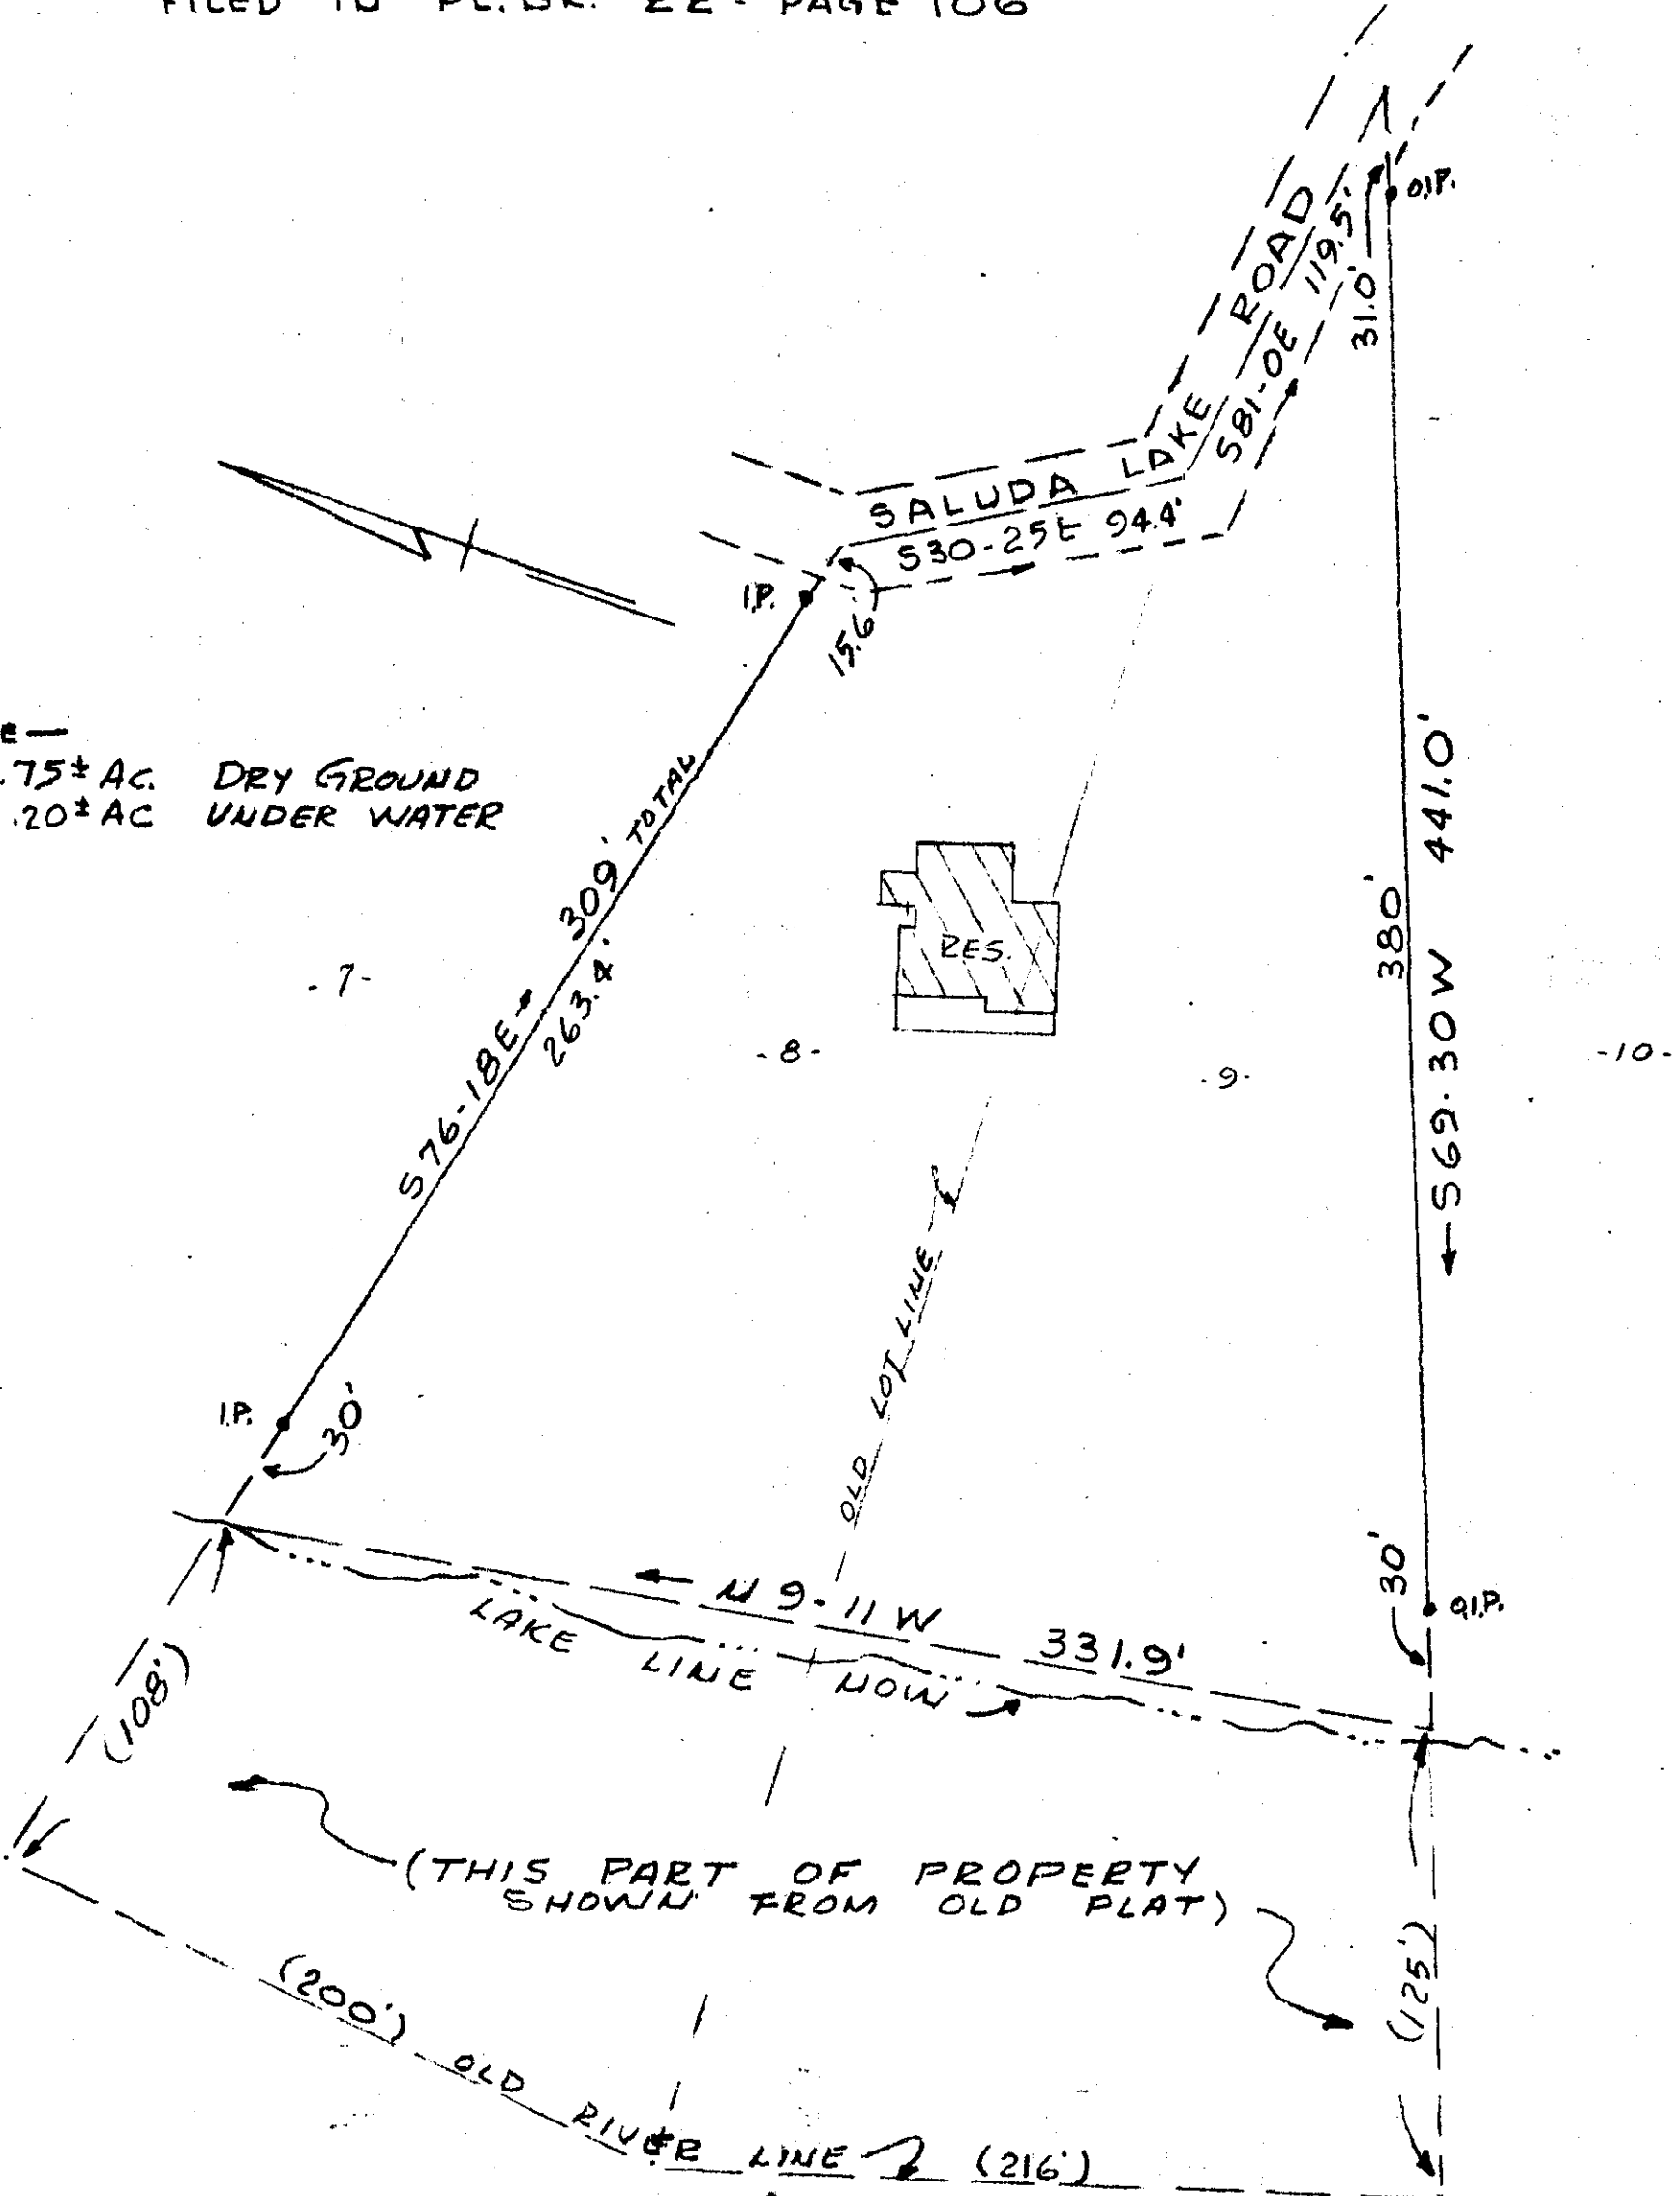 FILED IN PL. BK. 22 - PAGE 106
O.I.P.
SALUDA LAKE ROAD
S81-0E 119.5'
31.0'
S30-25E 94.4'
I.P.
15.6'
.75± AC. DRY GROUND
.20± AC UNDER WATER
309' TOTAL
S76-18E
263.4'
380'
S69-30W 441.0'
RES.
-7-
-8-
-9-
-10-
OLD LOT LINE
I.P.
30'
30'
O.I.P.
N 9-11 W 331.9'
LAKE LINE NOW
(108')
(THIS PART OF PROPERTY
SHOWN FROM OLD PLAT)
(125')
(200')
OLD RIVER LINE
(216')